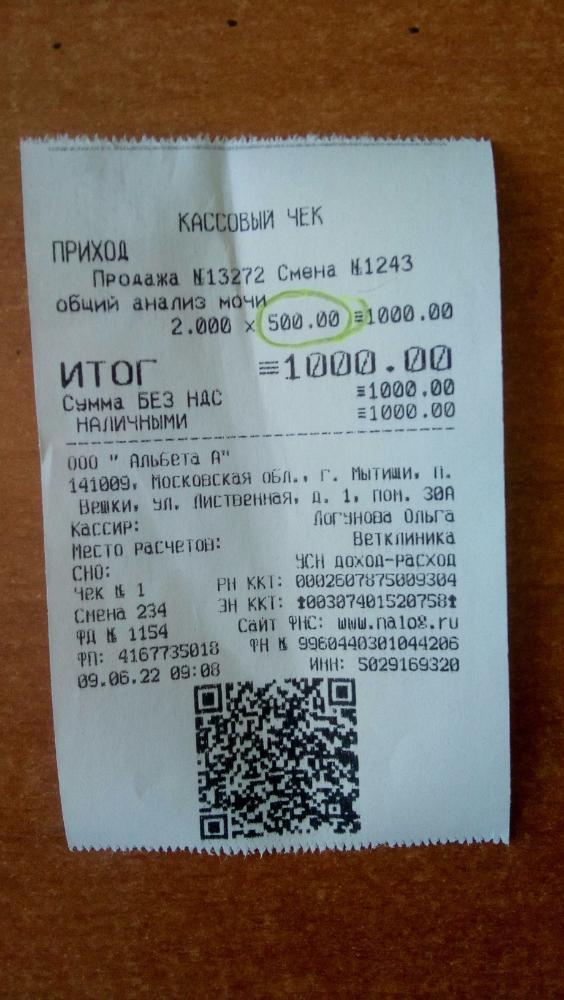 КАССОВЫЙ ЧЕК
ПРИХОД
Продажа №13272 Смена №1243
общий анализ мочи
2.000 x 500.00 ≡1000.00
ИТОГ ≡1000.00
Сумма БЕЗ НДС ≡1000.00
НАЛИЧНЫМИ ≡1000.00
ООО " Альбета А"
141009, Московская обл., г. Мытищи, п.
Вешки, ул. Лиственная, д. 1, пом. 30А
Кассир: Логунова Ольга
Место расчетов: Ветклиника
СНО: УСН доход-расход
Чек № 1 РН ККТ: 0002607875009304
Смена 234 ЗН ККТ: ↑00307401520758↑
ФД № 1154 Сайт ФНС: www.nalog.ru
ФП: 4167735018 ФН № 9960440301044206
09.06.22 09:08 ИНН: 5029169320